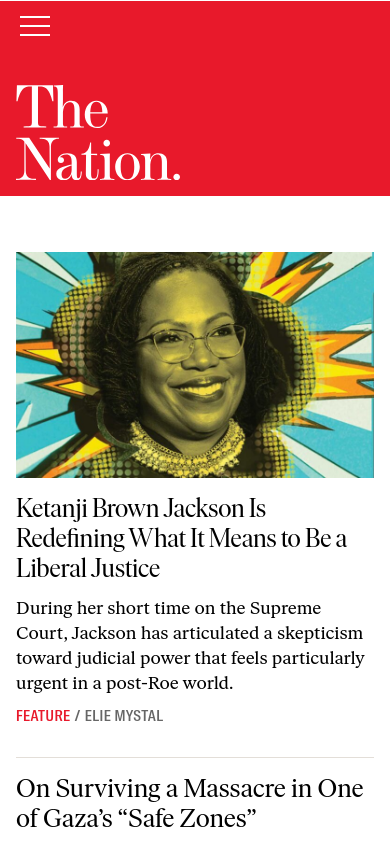 The
Nation.
Ketanji Brown Jackson Is
Redefining What It Means to Be a
Liberal Justice
During her short time on the Supreme
Court, Jackson has articulated a skepticism
toward judicial power that feels particularly
urgent in a post-Roe world.
FEATURE / ELIE MYSTAL
On Surviving a Massacre in One
of Gaza’s “Safe Zones”